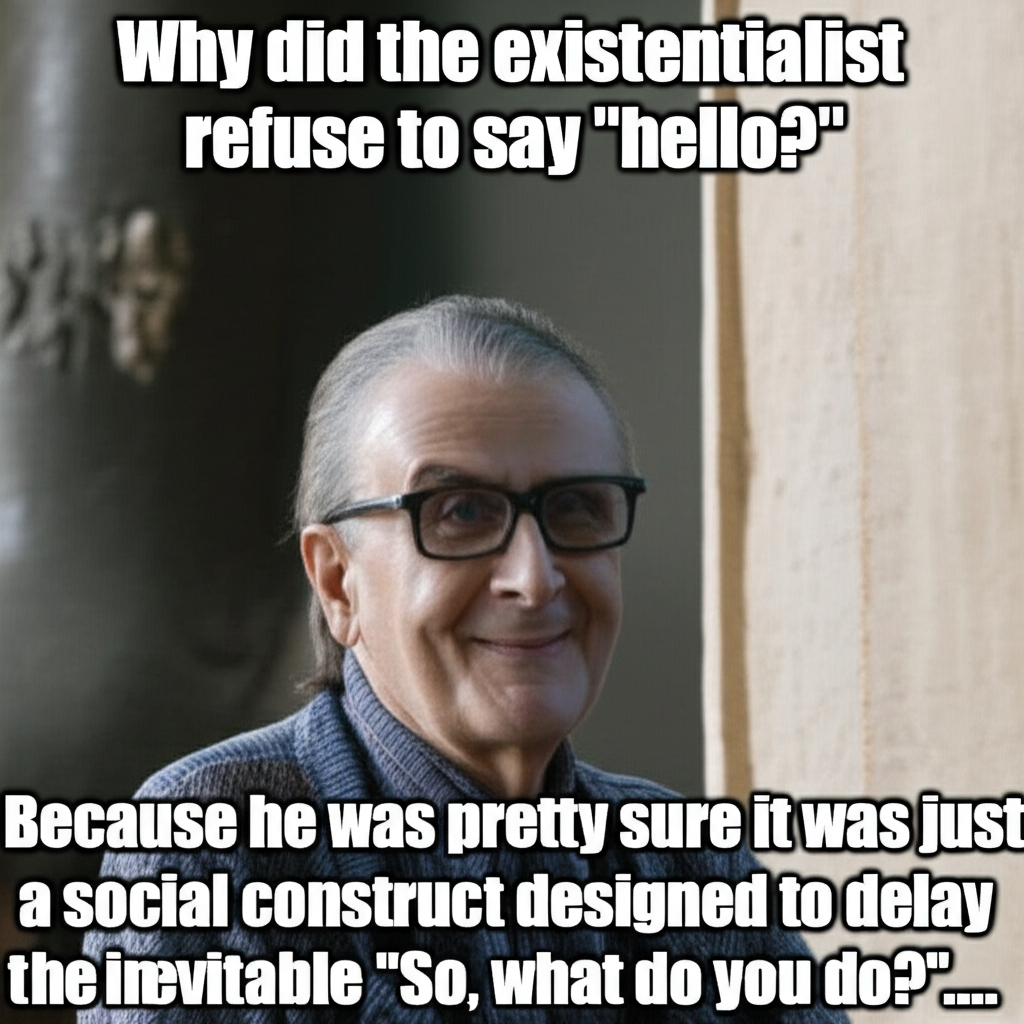 Why did the existentialist
refuse to say "hello?"
Because he was pretty sure it was just
a social construct designed to delay
the inevitable "So, what do you do?"....